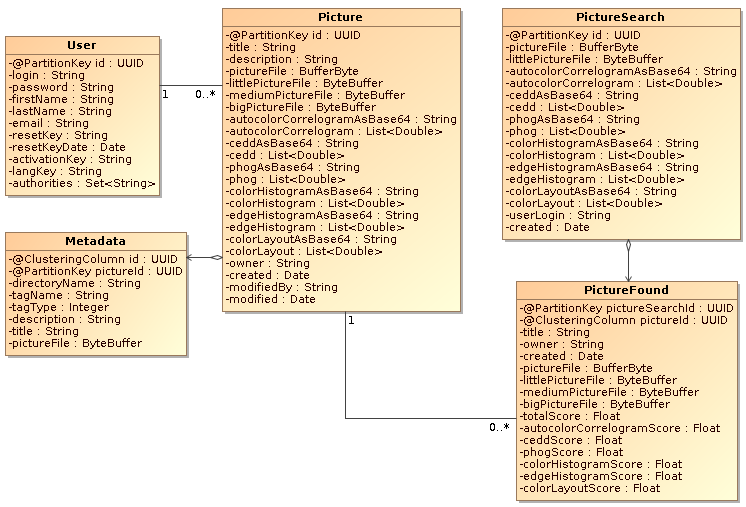 User
-@PartitionKey id : UUID
-login : String
-password : String
-firstName : String
-lastName : String
-email : String
-resetKey : String
-resetKeyDate : Date
-activationKey : String
-langKey : String
-authorities : Set<String>
1
0..*
Picture
-@PartitionKey id : UUID
-title : String
-description : String
-pictureFile : BufferByte
-littlePictureFile : ByteBuffer
-mediumPictureFile : ByteBuffer
-bigPictureFile : ByteBuffer
-autocolorCorrelogramAsBase64 : String
-autocolorCorrelogram : List<Double>
-ceddAsBase64 : String
-cedd : List<Double>
-phogAsBase64 : String
-phog : List<Double>
-colorHistogramAsBase64 : String
-colorHistogram : List<Double>
-edgeHistogramAsBase64 : String
-edgeHistogram : List<Double>
-colorLayoutAsBase64 : String
-colorLayout : List<Double>
-owner : String
-created : Date
-modifiedBy : String
-modified : Date
PictureSearch
-@PartitionKey id : UUID
-pictureFile : BufferByte
-littlePictureFile : ByteBuffer
-autocolorCorrelogramAsBase64 : String
-autocolorCorrelogram : List<Double>
-ceddAsBase64 : String
-cedd : List<Double>
-phogAsBase64 : String
-phog : List<Double>
-colorHistogramAsBase64 : String
-colorHistogram : List<Double>
-edgeHistogramAsBase64 : String
-edgeHistogram : List<Double>
-colorLayoutAsBase64 : String
-colorLayout : List<Double>
-userLogin : String
-created : Date
Metadata
-@ClusteringColumn id : UUID
-@PartitionKey pictureId : UUID
-directoryName : String
-tagName : String
-tagType : Integer
-description : String
-title : String
-pictureFile : ByteBuffer
1
0..*
PictureFound
-@PartitionKey pictureSearchId : UUID
-@ClusteringColumn pictureId : UUID
-title : String
-owner : String
-created : Date
-pictureFile : BufferByte
-littlePictureFile : ByteBuffer
-mediumPictureFile : ByteBuffer
-bigPictureFile : ByteBuffer
-totalScore : Float
-autocolorCorrelogramScore : Float
-ceddScore : Float
-phogScore : Float
-colorHistogramScore : Float
-edgeHistogramScore : Float
-colorLayoutScore : Float